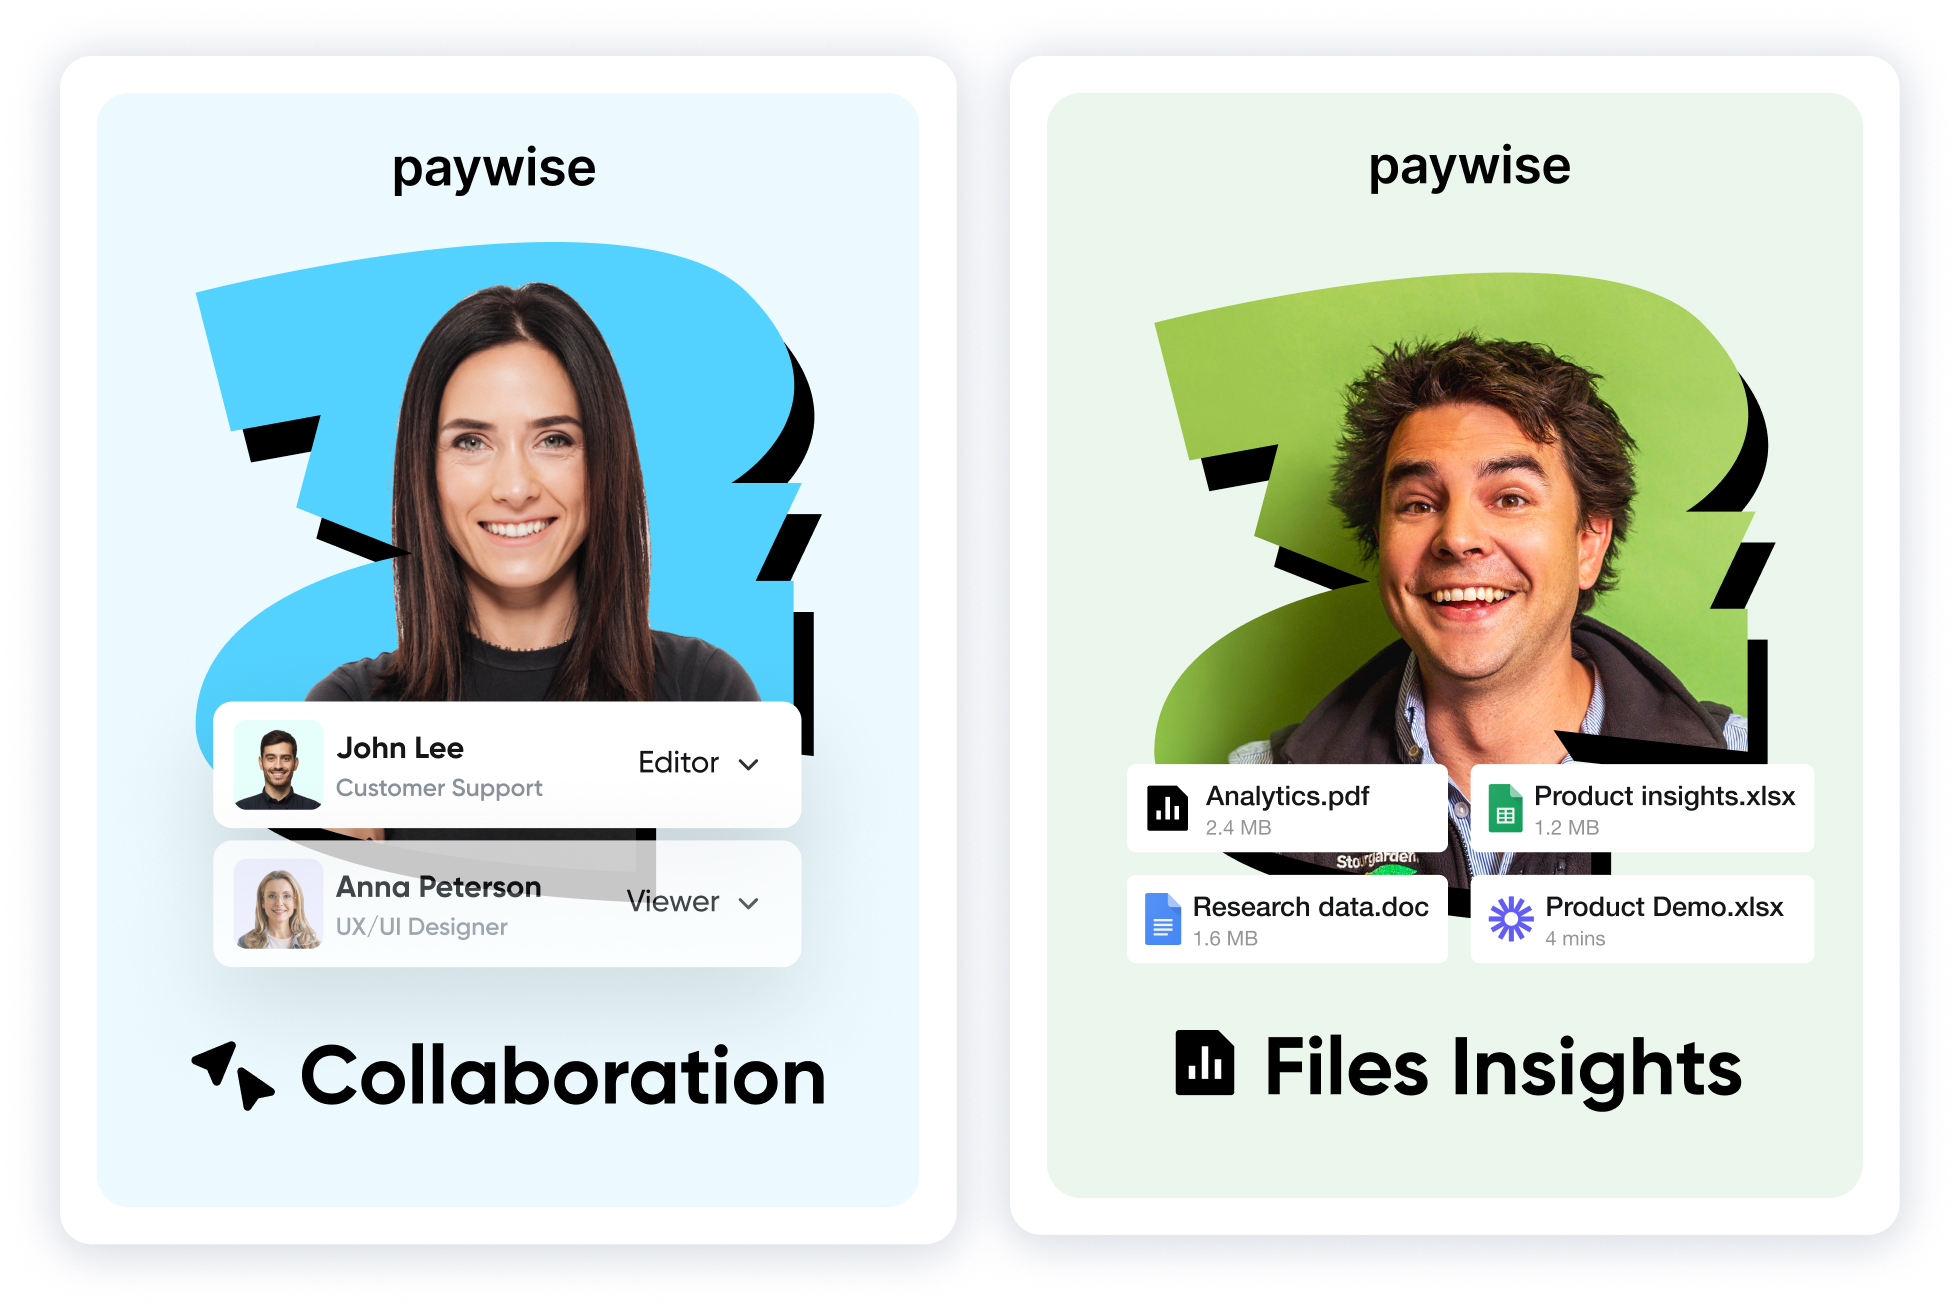 paywise
John Lee
Customer Support
Editor
Anna Peterson
UX/UI Designer
Viewer
Collaboration
paywise
Analytics.pdf
2.4 MB
Product insights.xlsx
1.2 MB
Stourgarden
Research data.doc
1.6 MB
Product Demo.xlsx
4 mins
Files Insights